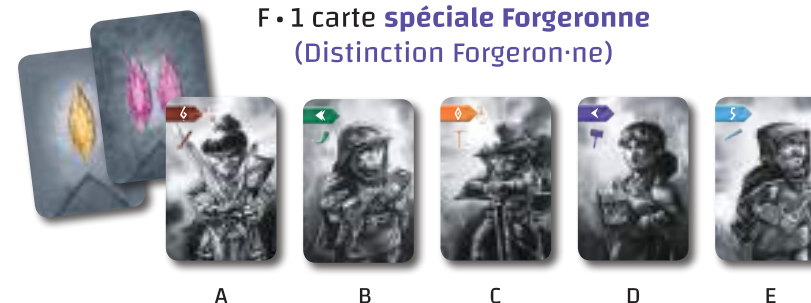 F • 1 carte spéciale Forgeronne
(Distinction Forgeron·ne)
A B C D E